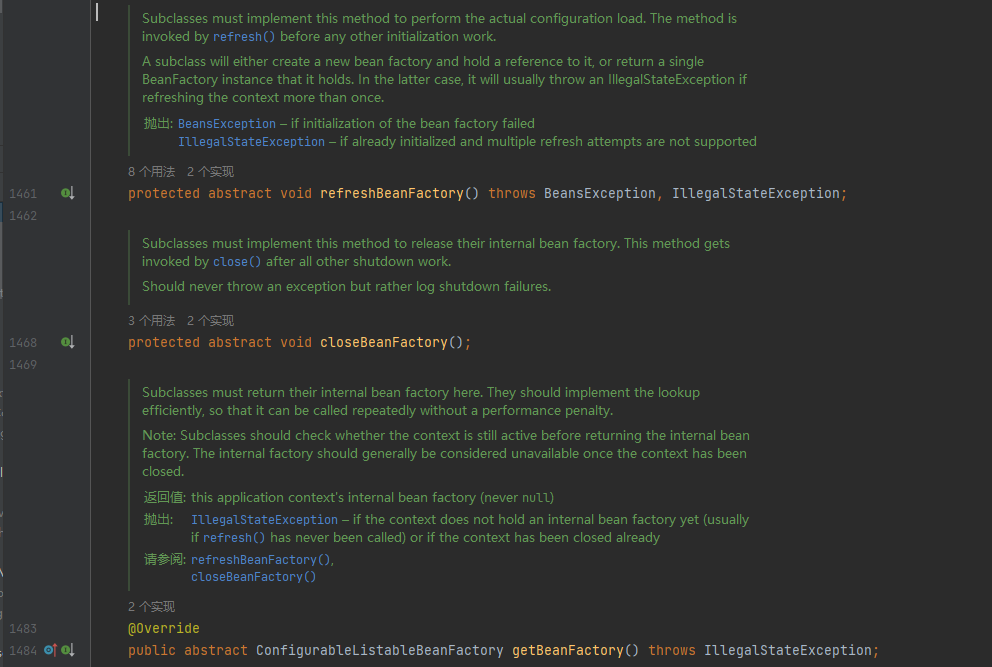 Subclasses must implement this method to perform the actual configuration load. The method is
invoked by refresh() before any other initialization work.
A subclass will either create a new bean factory and hold a reference to it, or return a single
BeanFactory instance that it holds. In the latter case, it will usually throw an IllegalStateException if
refreshing the context more than once.
抛出: BeansException – if initialization of the bean factory failed
IllegalStateException – if already initialized and multiple refresh attempts are not supported
8 个用法 2 个实现
1461 protected abstract void refreshBeanFactory() throws BeansException, IllegalStateException;
1462
Subclasses must implement this method to release their internal bean factory. This method gets
invoked by close() after all other shutdown work.
Should never throw an exception but rather log shutdown failures.
3 个用法 2 个实现
1468 protected abstract void closeBeanFactory();
1469
Subclasses must return their internal bean factory here. They should implement the lookup
efficiently, so that it can be called repeatedly without a performance penalty.
Note: Subclasses should check whether the context is still active before returning the internal bean
factory. The internal factory should generally be considered unavailable once the context has been
closed.
返回值: this application context's internal bean factory (never null)
抛出: IllegalStateException – if the context does not hold an internal bean factory yet (usually
if refresh() has never been called) or if the context has been closed already
请参阅: refreshBeanFactory(),
closeBeanFactory()
2 个实现
1483 @Override
1484 public abstract ConfigurableListableBeanFactory getBeanFactory() throws IllegalStateException;